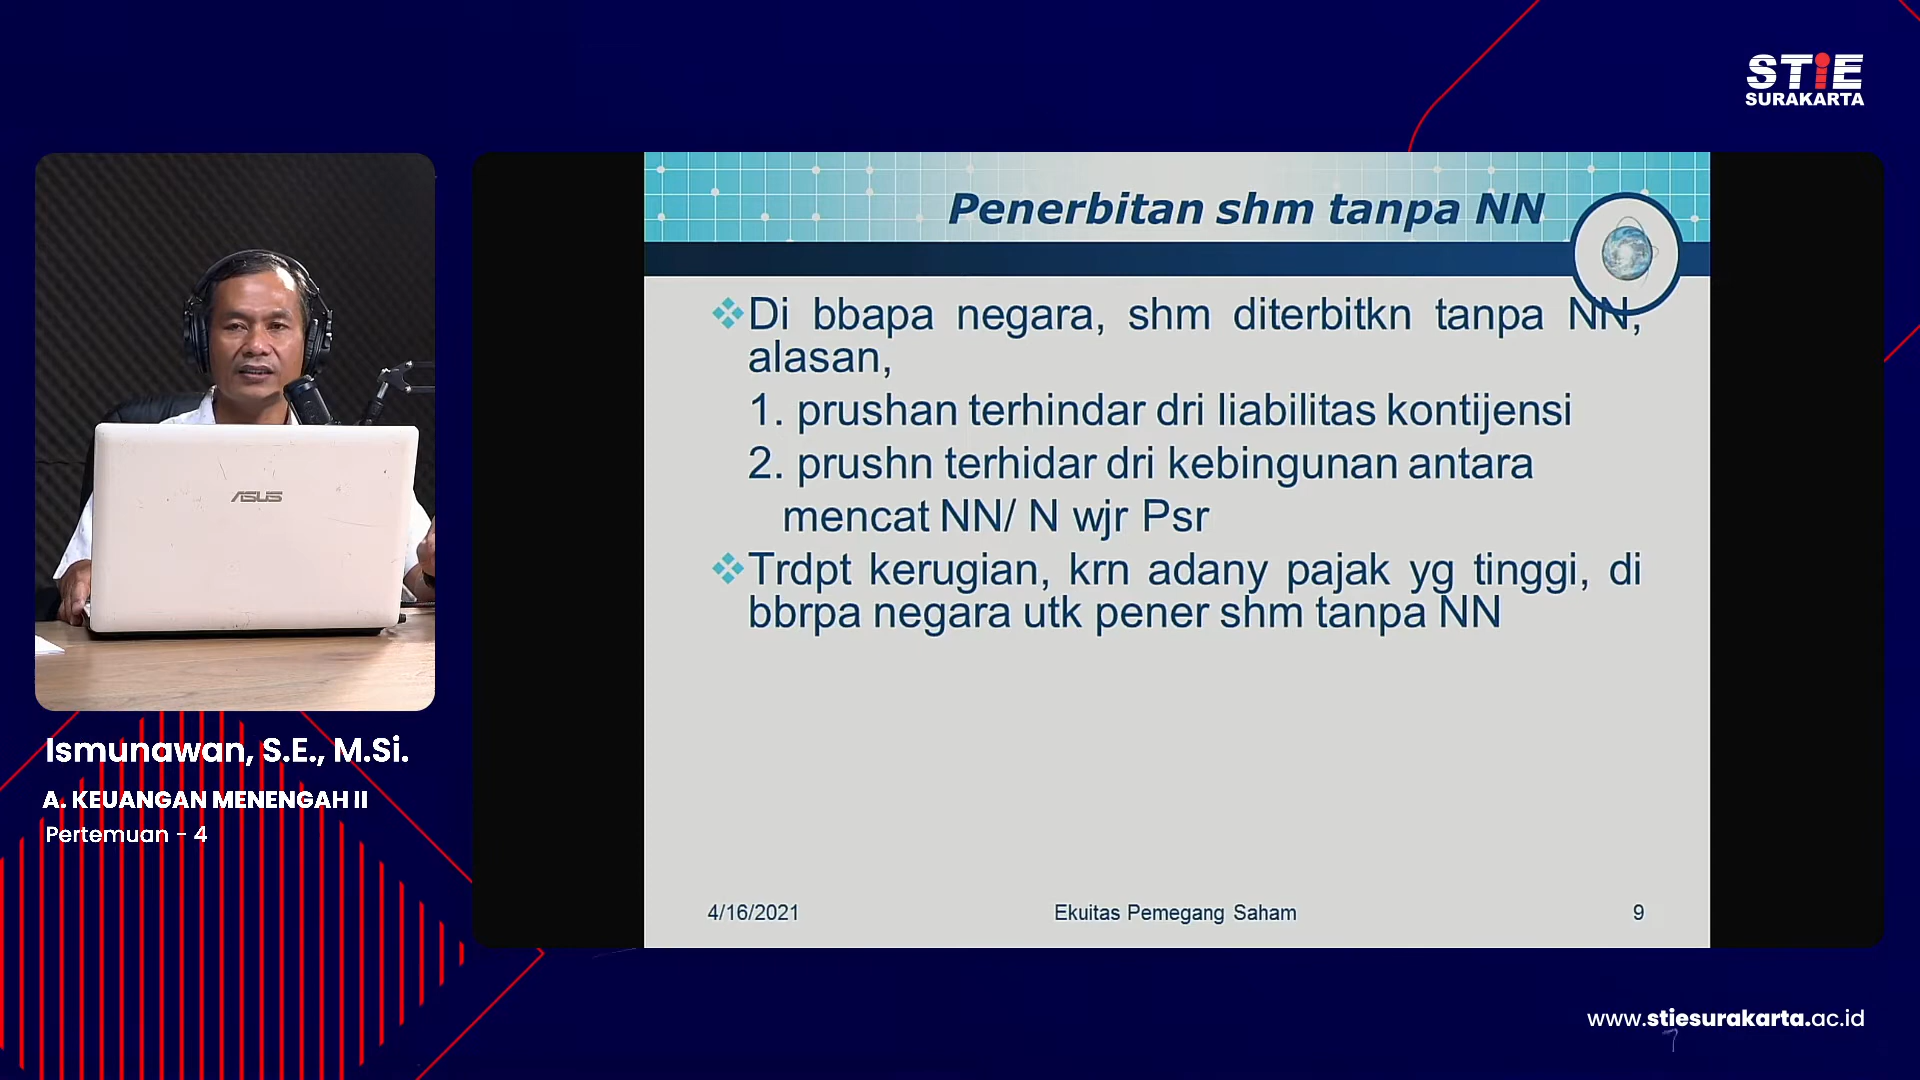 STiE
SURAKARTA
Penerbitan shm tanpa NN
Di bbapa negara, shm diterbitkn tanpa NN,
alasan,
1. prushan terhindar dri liabilitas kontijensi
2. prushn terhidar dri kebingunan antara
mencat NN/ N wjr Psr
Trdpt kerugian, krn adany pajak yg tinggi, di
bbrpa negara utk pener shm tanpa NN
4/16/2021
Ekuitas Pemegang Saham
9
ASUS
Ismunawan, S.E., M.Si.
A. KEUANGAN MENENGAH II
Pertemuan - 4
www.stiesurakarta.ac.id